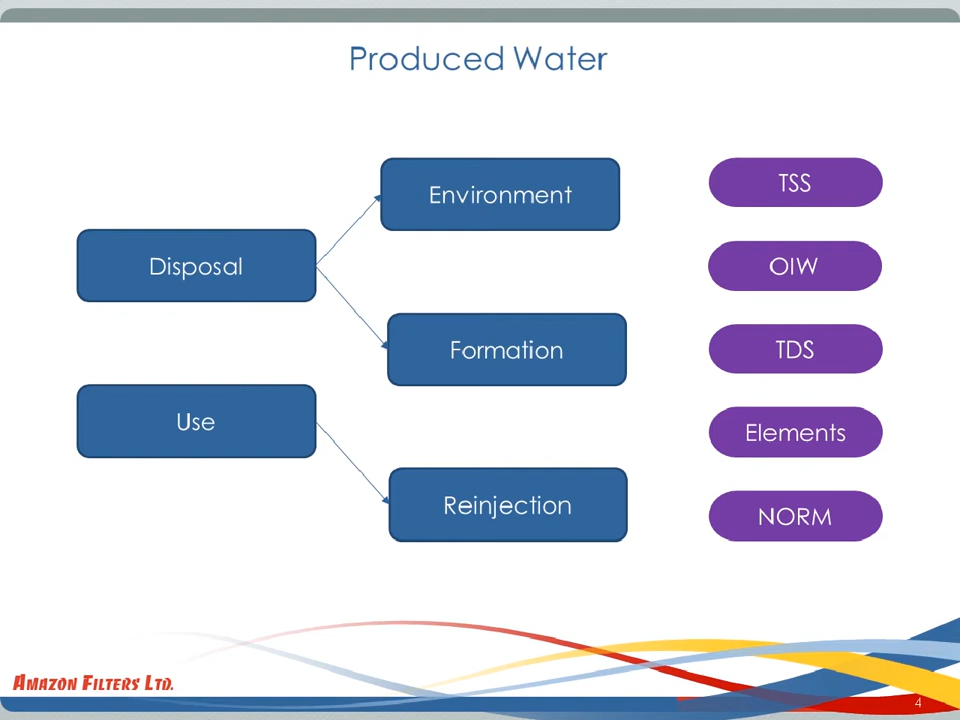 Produced Water
Environment
Disposal
Formation
Use
Reinjection
TSS
OIW
TDS
Elements
NORM
AMAZON FILTERS LTD.
4